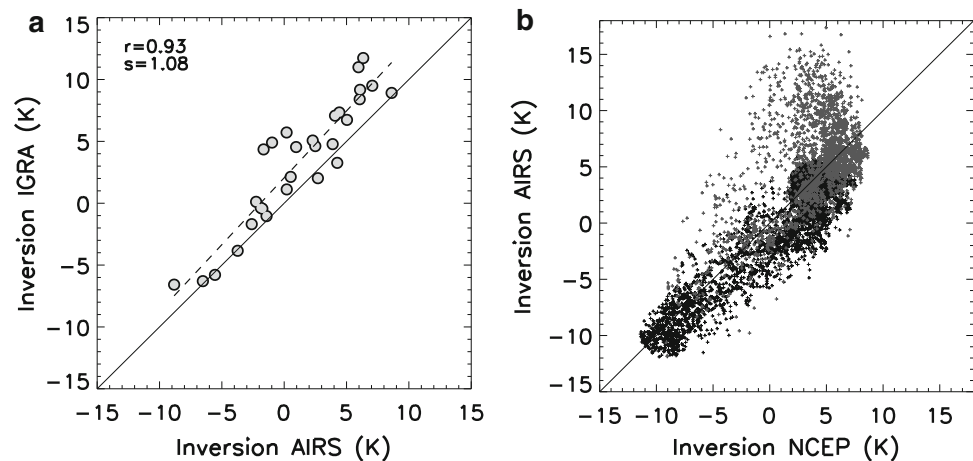 a
r=0.93
s=1.08
15
10
5
0
−5
−10
−15
Inversion IGRA (K)
−15 −10 −5 0 5 10 15
Inversion AIRS (K)
b
15
10
5
0
−5
−10
−15
Inversion AIRS (K)
−15 −10 −5 0 5 10 15
Inversion NCEP (K)